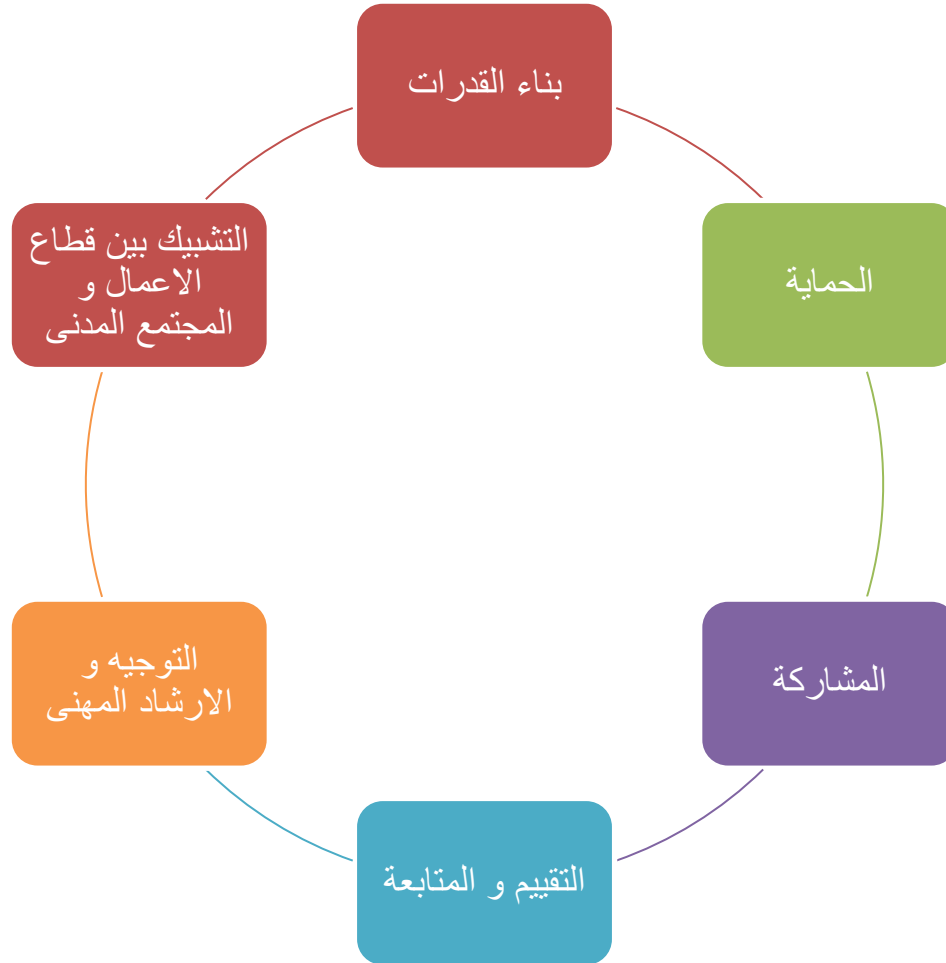 بناء القدرات
الحماية
المشاركة
التقييم و المتابعة
التوجيه و
الارشاد المهنى
التشبيك بين قطاع
الاعمال و
المجتمع المدنى